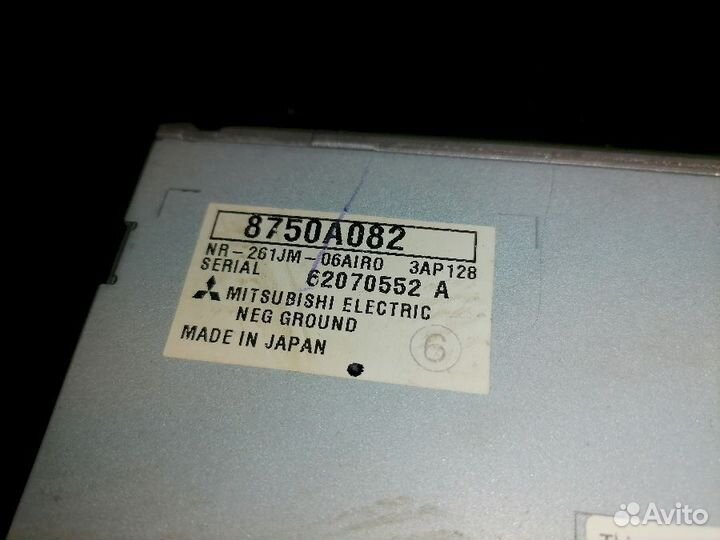 8750A082
NR-261JM-06AIR0 3AP128
SERIAL 62070552 A
MITSUBISHI ELECTRIC
NEG GROUND
MADE IN JAPAN 6
Avito